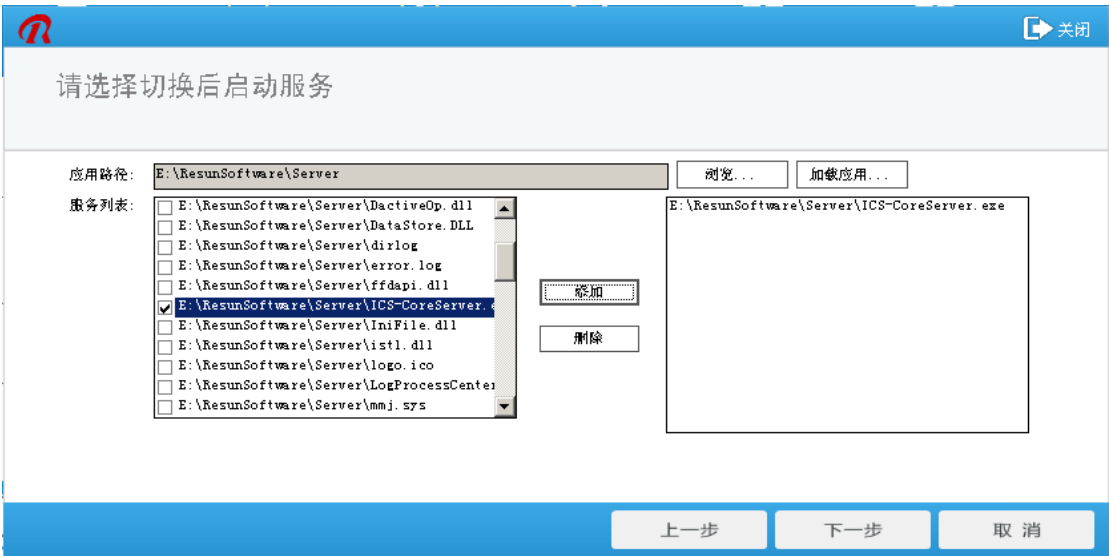 关闭
请选择切换后启动服务
应用路径: E:\ResunSoftware\Server 浏览... 加载应用...
服务列表:
E:\ResunSoftware\Server\DactiveOp.dll
E:\ResunSoftware\Server\DataStore.DLL
E:\ResunSoftware\Server\dirlog
E:\ResunSoftware\Server\error.log
E:\ResunSoftware\Server\ffdapi.dll
E:\ResunSoftware\Server\ICS-CoreServer.e
E:\ResunSoftware\Server\IniFile.dll
E:\ResunSoftware\Server\istl.dll
E:\ResunSoftware\Server\logo.ico
E:\ResunSoftware\Server\LogProcessCenter
E:\ResunSoftware\Server\mmj.sys
添加
删除
E:\ResunSoftware\Server\ICS-CoreServer.exe
上一步 下一步 取消